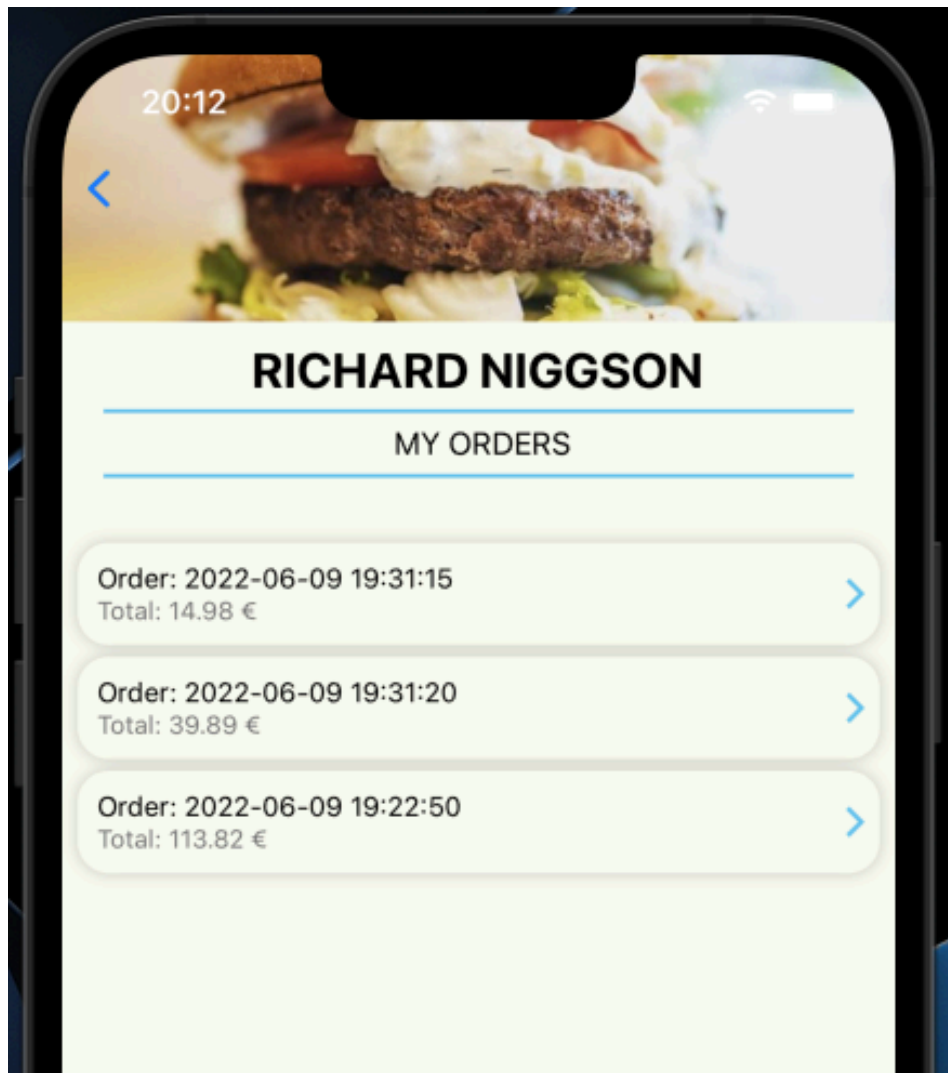 20:12
RICHARD NIGGSON
MY ORDERS
Order: 2022-06-09 19:31:15
Total: 14.98 €
Order: 2022-06-09 19:31:20
Total: 39.89 €
Order: 2022-06-09 19:22:50
Total: 113.82 €